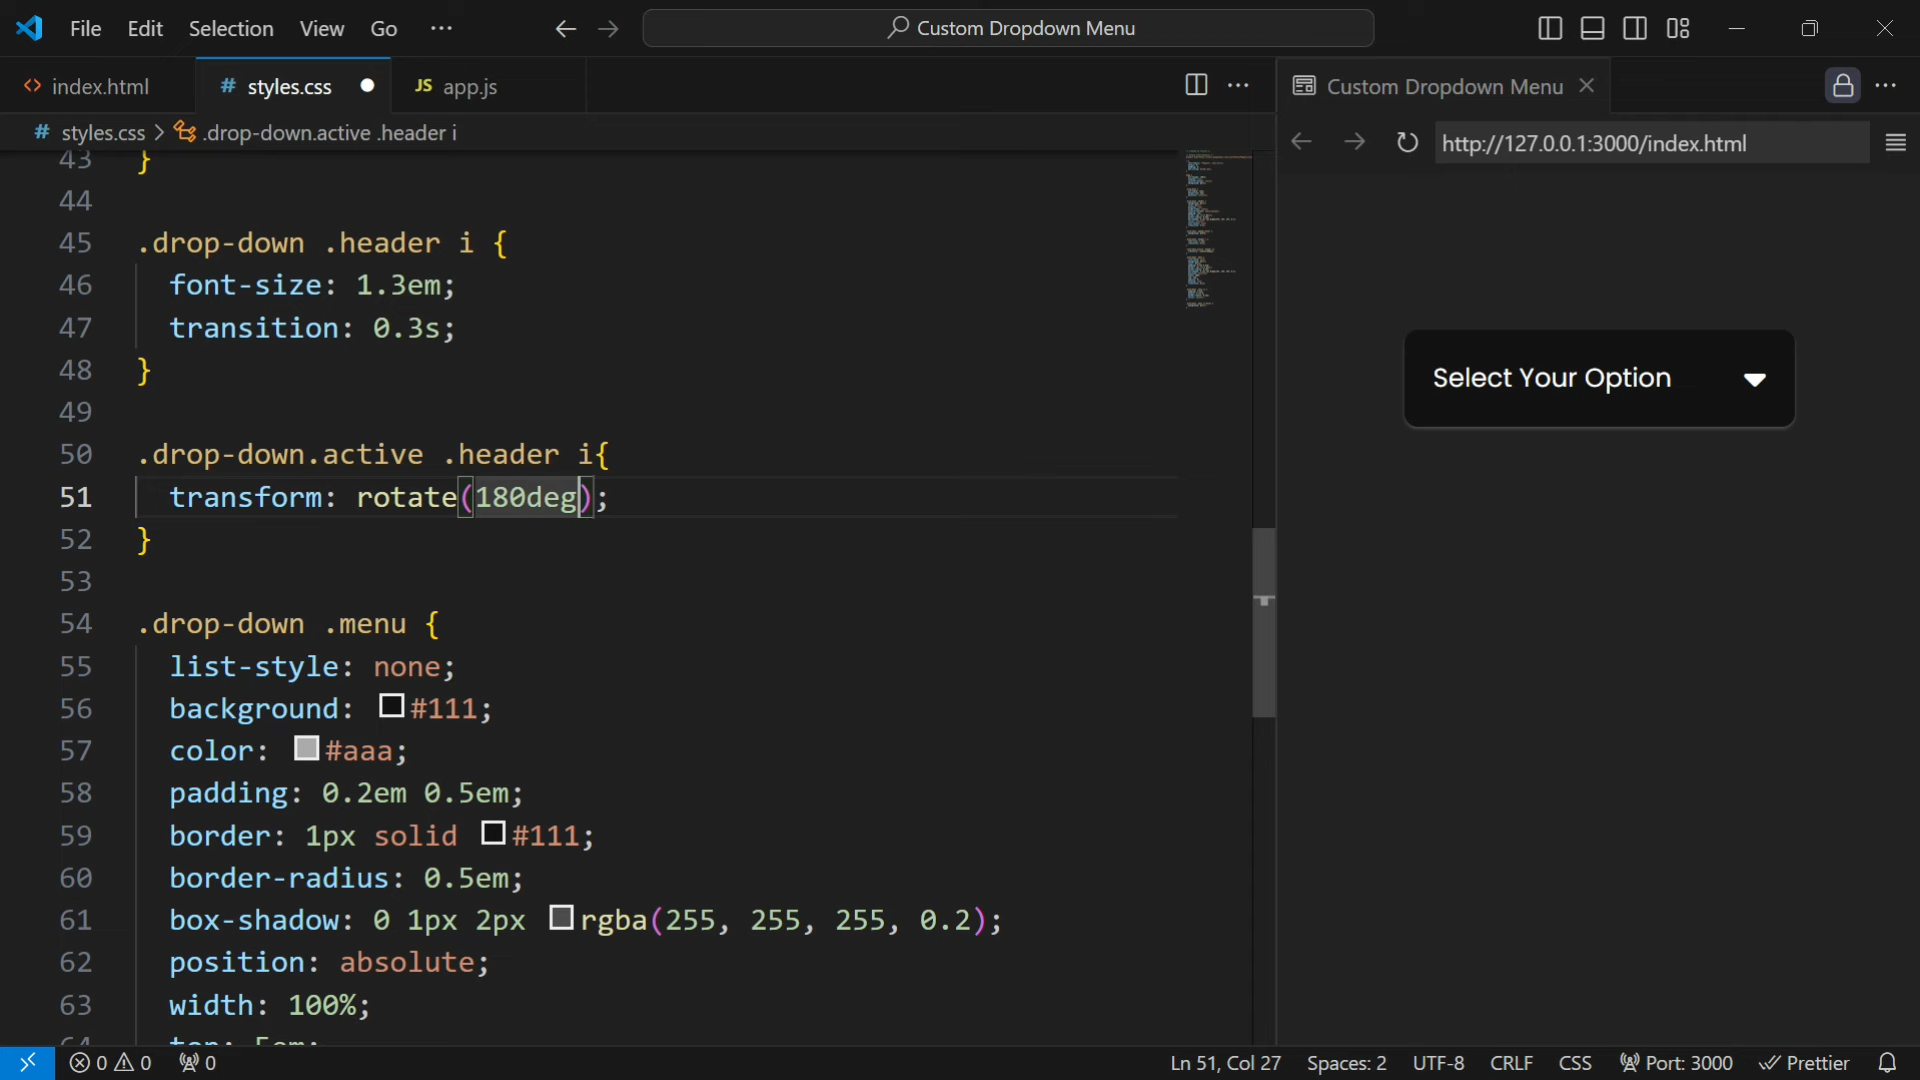 File Edit Selection View Go ··· Custom Dropdown Menu
index.html # styles.css JS app.js ··· Custom Dropdown Menu ···
# styles.css > .drop-down.active .header i
http://127.0.0.1:3000/index.html
43 }
44
45 .drop-down .header i {
46 font-size: 1.3em;
47 transition: 0.3s;
48 }
49
50 .drop-down.active .header i{
51 transform: rotate(180deg);
52 }
53
54 .drop-down .menu {
55 list-style: none;
56 background: #111;
57 color: #aaa;
58 padding: 0.2em 0.5em;
59 border: 1px solid #111;
60 border-radius: 0.5em;
61 box-shadow: 0 1px 2px rgba(255, 255, 255, 0.2);
62 position: absolute;
63 width: 100%;
64 top: 5em;
Select Your Option
0 0 0 Ln 51, Col 27 Spaces: 2 UTF-8 CRLF CSS Port: 3000 Prettier